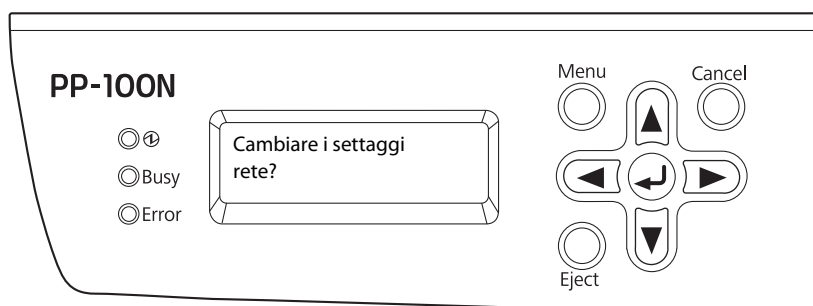 PP-100N
Menu
Cancel
Cambiare i settaggi
rete?
Busy
Error
Eject